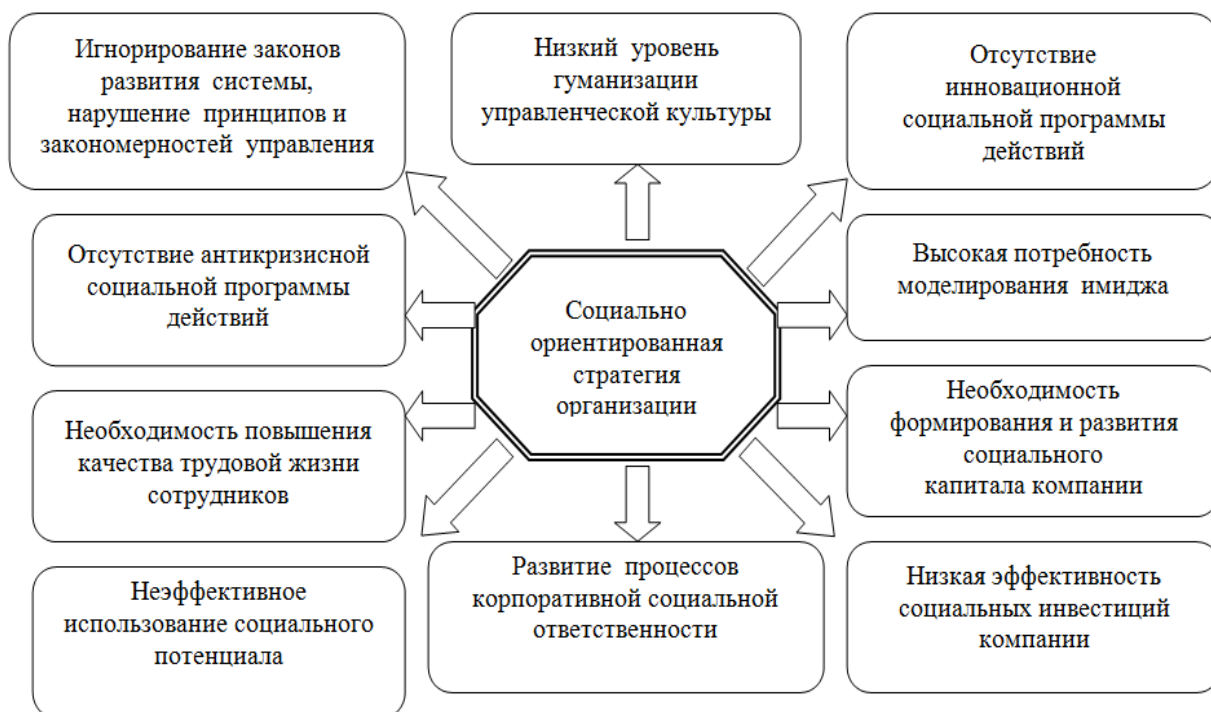 Игнорирование законов
развития системы,
нарушение принципов и
закономерностей управления
Низкий уровень
гуманизации
управленческой культуры
Отсутствие
инновационной
социальной программы
действий
Отсутствие антикризисной
социальной программы
действий
Социально
ориентированная
стратегия
организации
Высокая потребность
моделирования имиджа
Необходимость повышения
качества трудовой жизни
сотрудников
Необходимость
формирования и развития
социального
капитала компании
Неэффективное
использование социального
потенциала
Развитие процессов
корпоративной социальной
ответственности
Низкая эффективность
социальных инвестиций
компании